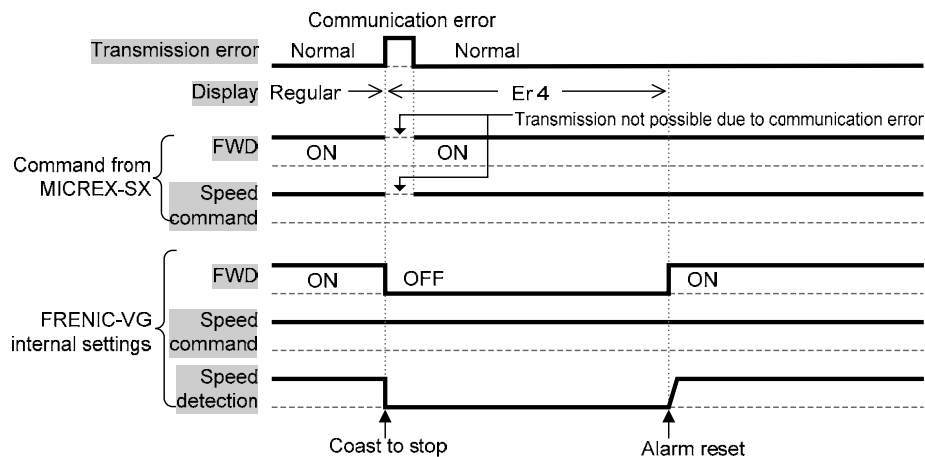 Communication error
Transmission error Normal Normal
Display Regular Er 4
Transmission not possible due to communication error
FWD
ON ON
Command from
MICREX-SX
Speed
command
FWD
ON OFF ON
FRENIC-VG
internal settings
Speed
command
Speed
detection
Coast to stop Alarm reset